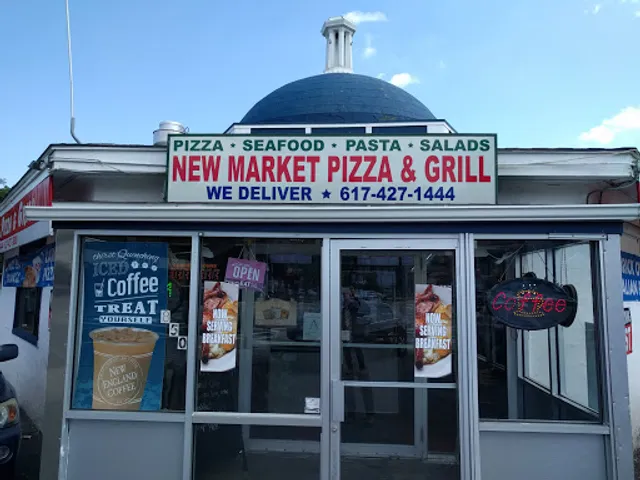 PIZZA • SEAFOOD • PASTA • SALADS
NEW MARKET PIZZA & GRILL
WE DELIVER ★ 617-427-1444
ICED
Coffee
TREAT
YOURSELF
NEW
ENGLAND
COFFEE
OPEN
NOW
SERVING
BREAKFAST
NOW
SERVING
BREAKFAST
Coffee